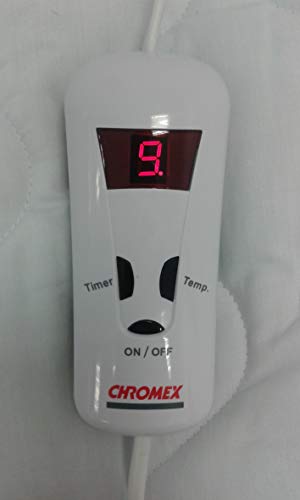 9.
Timer Temp.
ON / OFF
CHROMEX